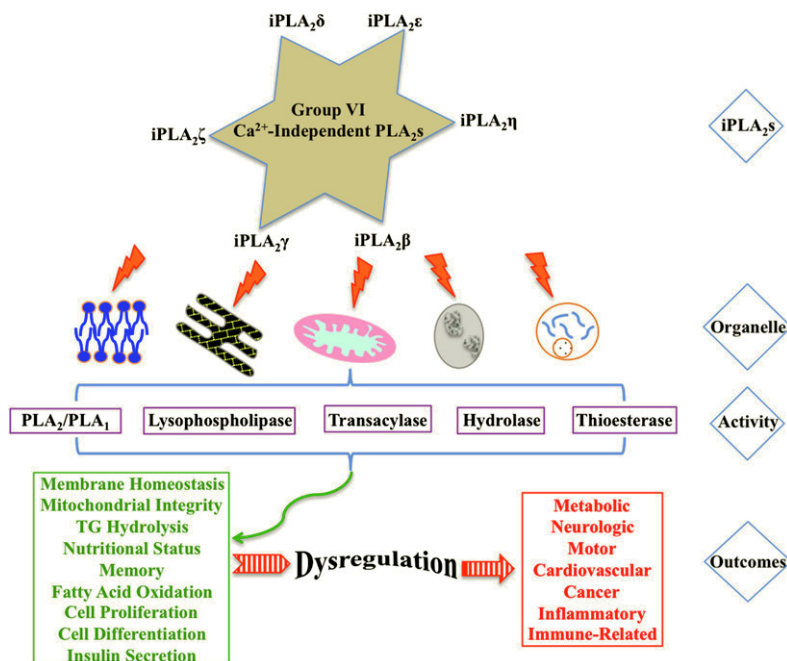 iPLA₂δ
iPLA₂ε
Group VI
Ca²⁺-Independent PLA₂s
iPLA₂ζ
iPLA₂η
iPLA₂s
iPLA₂γ
iPLA₂β
Organelle
PLA₂/PLA₁
Lysophospholipase
Transacylase
Hydrolase
Thioesterase
Activity
Membrane Homeostasis
Mitochondrial Integrity
TG Hydrolysis
Nutritional Status
Memory
Fatty Acid Oxidation
Cell Proliferation
Cell Differentiation
Insulin Secretion
Dysregulation
Metabolic
Neurologic
Motor
Cardiovascular
Cancer
Inflammatory
Immune-Related
Outcomes